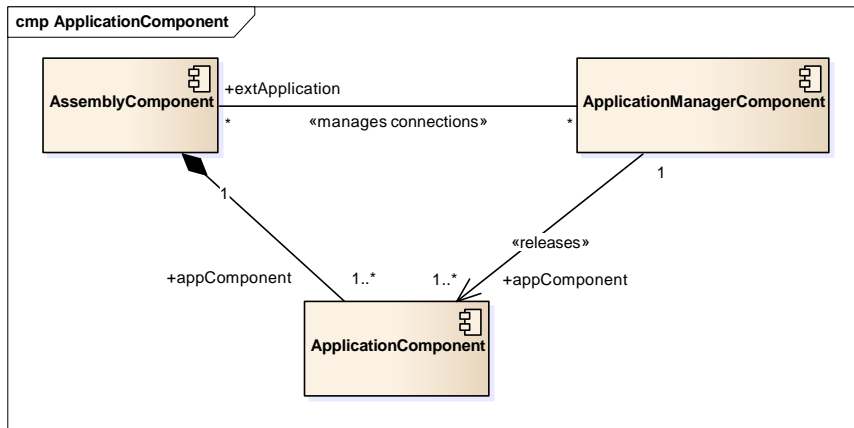 cmp ApplicationComponent
AssemblyComponent
+extApplication
ApplicationManagerComponent
*
«manages connections»
*
1
1
«releases»
+appComponent
1..*
1..*
+appComponent
ApplicationComponent